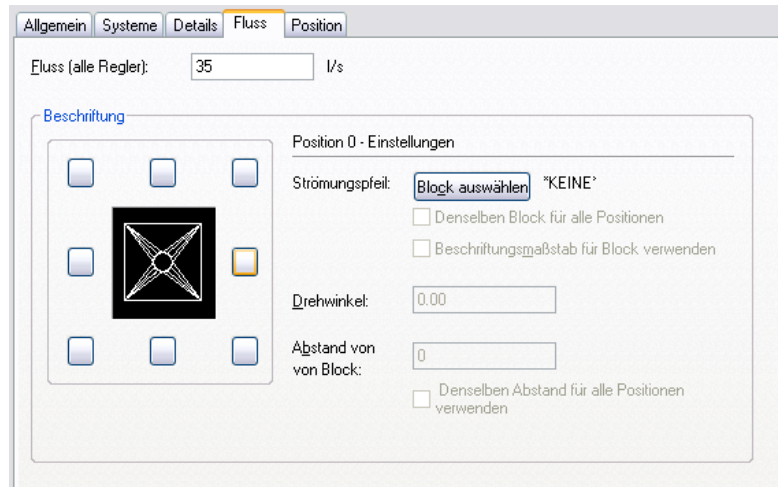 Allgemein Systeme Details Fluss Position
Fluss (alle Regler): 35 l/s
Beschriftung
Position 0 - Einstellungen
Strömungspfeil: Block auswählen *KEINE*
Denselben Block für alle Positionen
Beschriftungsmaßstab für Block verwenden
Drehwinkel: 0.00
Abstand von
von Block: 0
Denselben Abstand für alle Positionen
verwenden